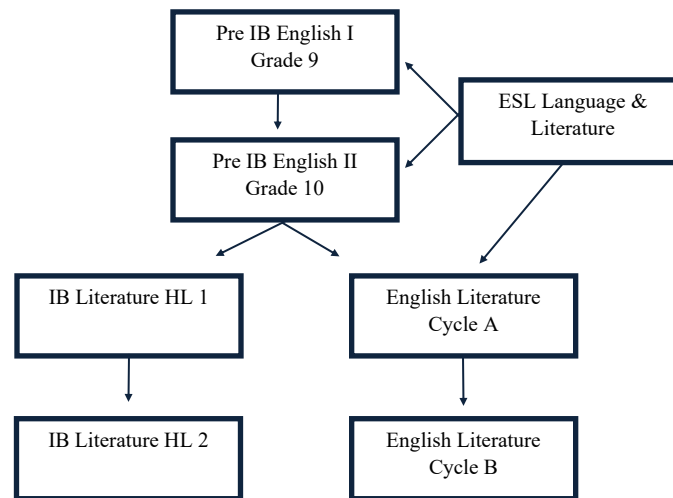 Pre IB English I
Grade 9
ESL Language &
Literature
Pre IB English II
Grade 10
IB Literature HL 1
English Literature
Cycle A
IB Literature HL 2
English Literature
Cycle B